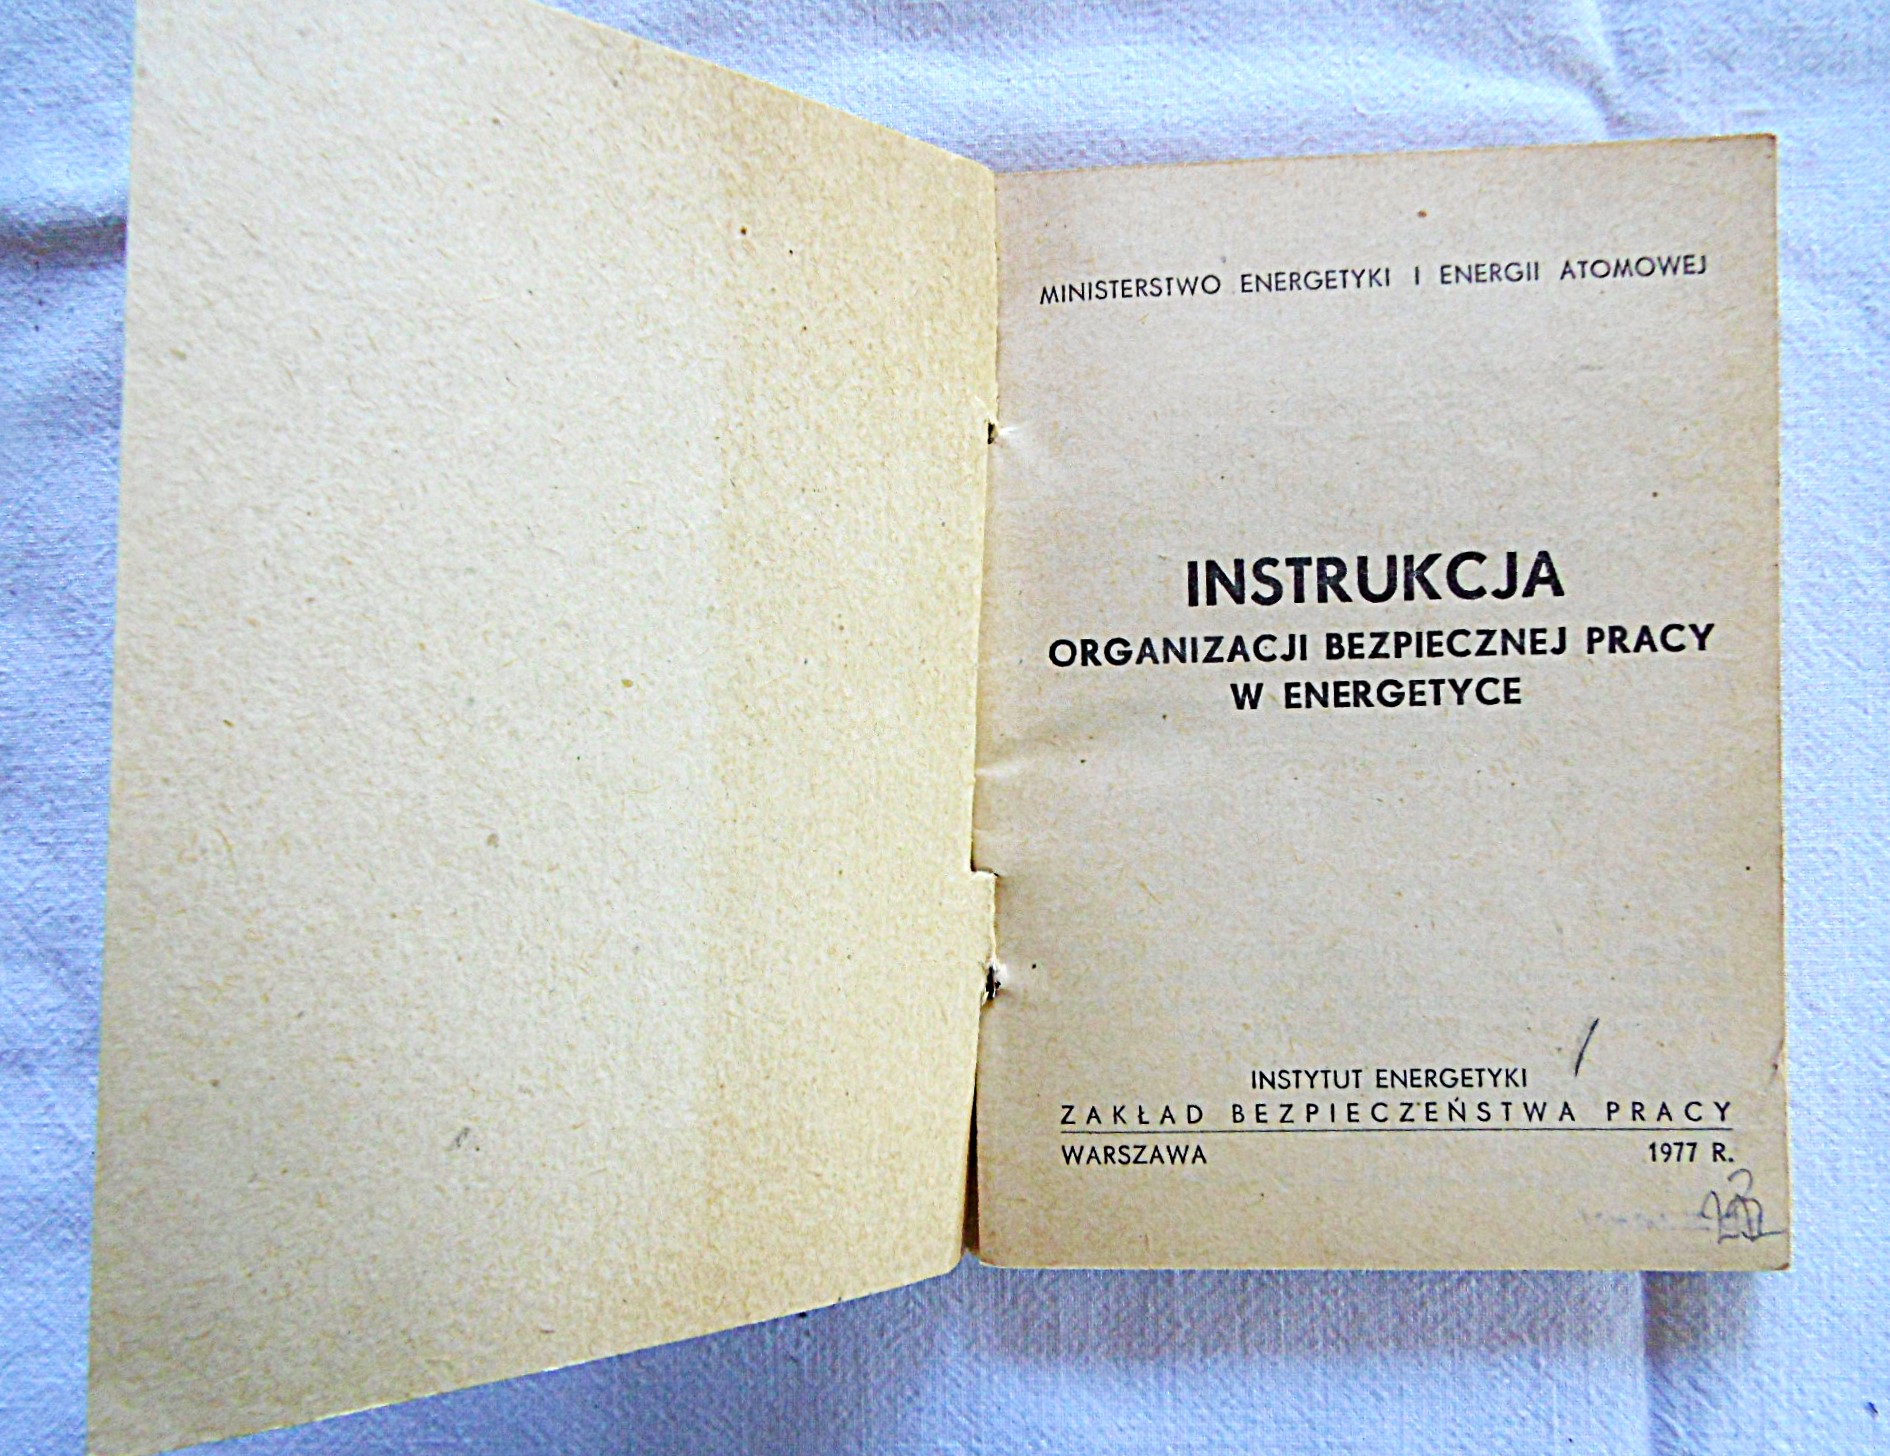 MINISTERSTWO ENERGETYKI I ENERGII ATOMOWEJ
INSTRUKCJA
ORGANIZACJI BEZPIECZNEJ PRACY
W ENERGETYCE
INSTYTUT ENERGETYKI
ZAKŁAD BEZPIECZEŃSTWA PRACY
WARSZAWA 1977 R.